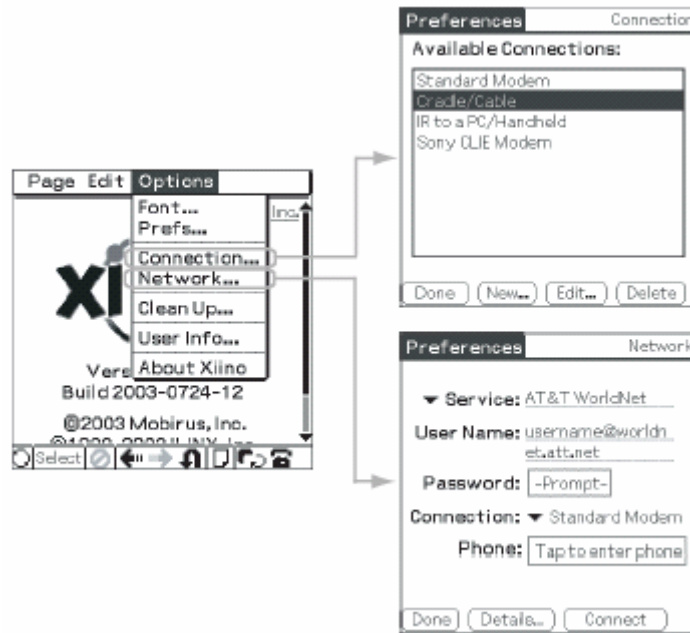 Page Edit Options
Font...
Prefs...
Connection...
Network...
Clean Up...
User Info...
About Xiino
Inc.
Xi
Vers
Build 2003-0724-12
©2003 Mobirus, Inc.
Select
Preferences Connection
Available Connections:
Standard Modem
Cradle/Cable
IR to a PC/Handheld
Sony CLIE Modem
Done New... Edit... Delete
Preferences Network
Service: AT&T WorldNet
User Name: username@worldn
et.att.net
Password: -Prompt-
Connection: Standard Modem
Phone: Tap to enter phone
Done Details... Connect